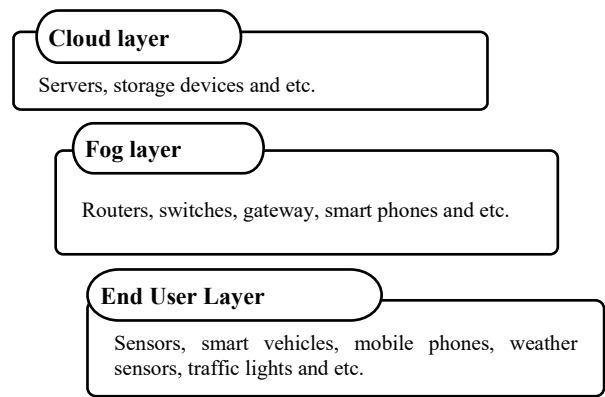 Cloud layer
Servers, storage devices and etc.
Fog layer
Routers, switches, gateway, smart phones and etc.
End User Layer
Sensors, smart vehicles, mobile phones, weather
sensors, traffic lights and etc.